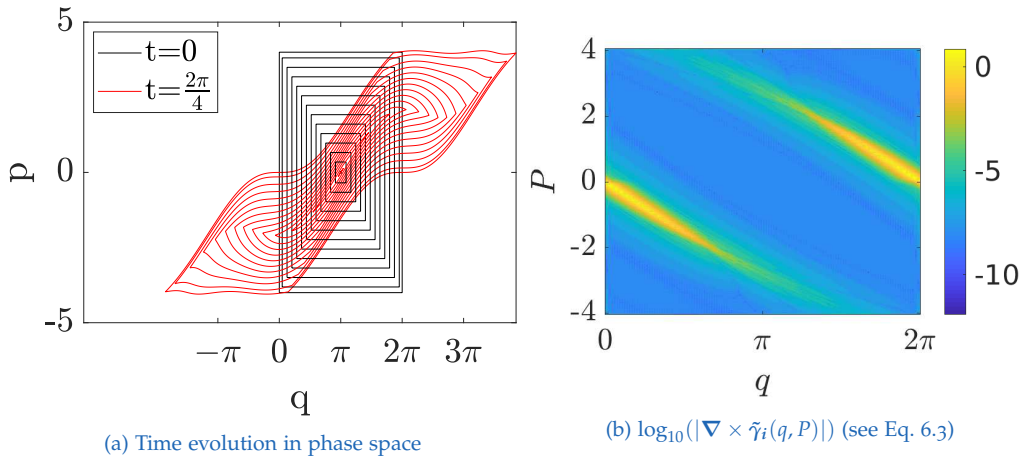 5
t=0
t=2π/4
0
-5
p
−π
0
π
2π
3π
q
(a) Time evolution in phase space
4
2
0
-2
-4
P
0
π
2π
q
0
-5
-10
(b) log₁₀(|∇ × γ̃ᵢ(q, P)|) (see Eq. 6.3)